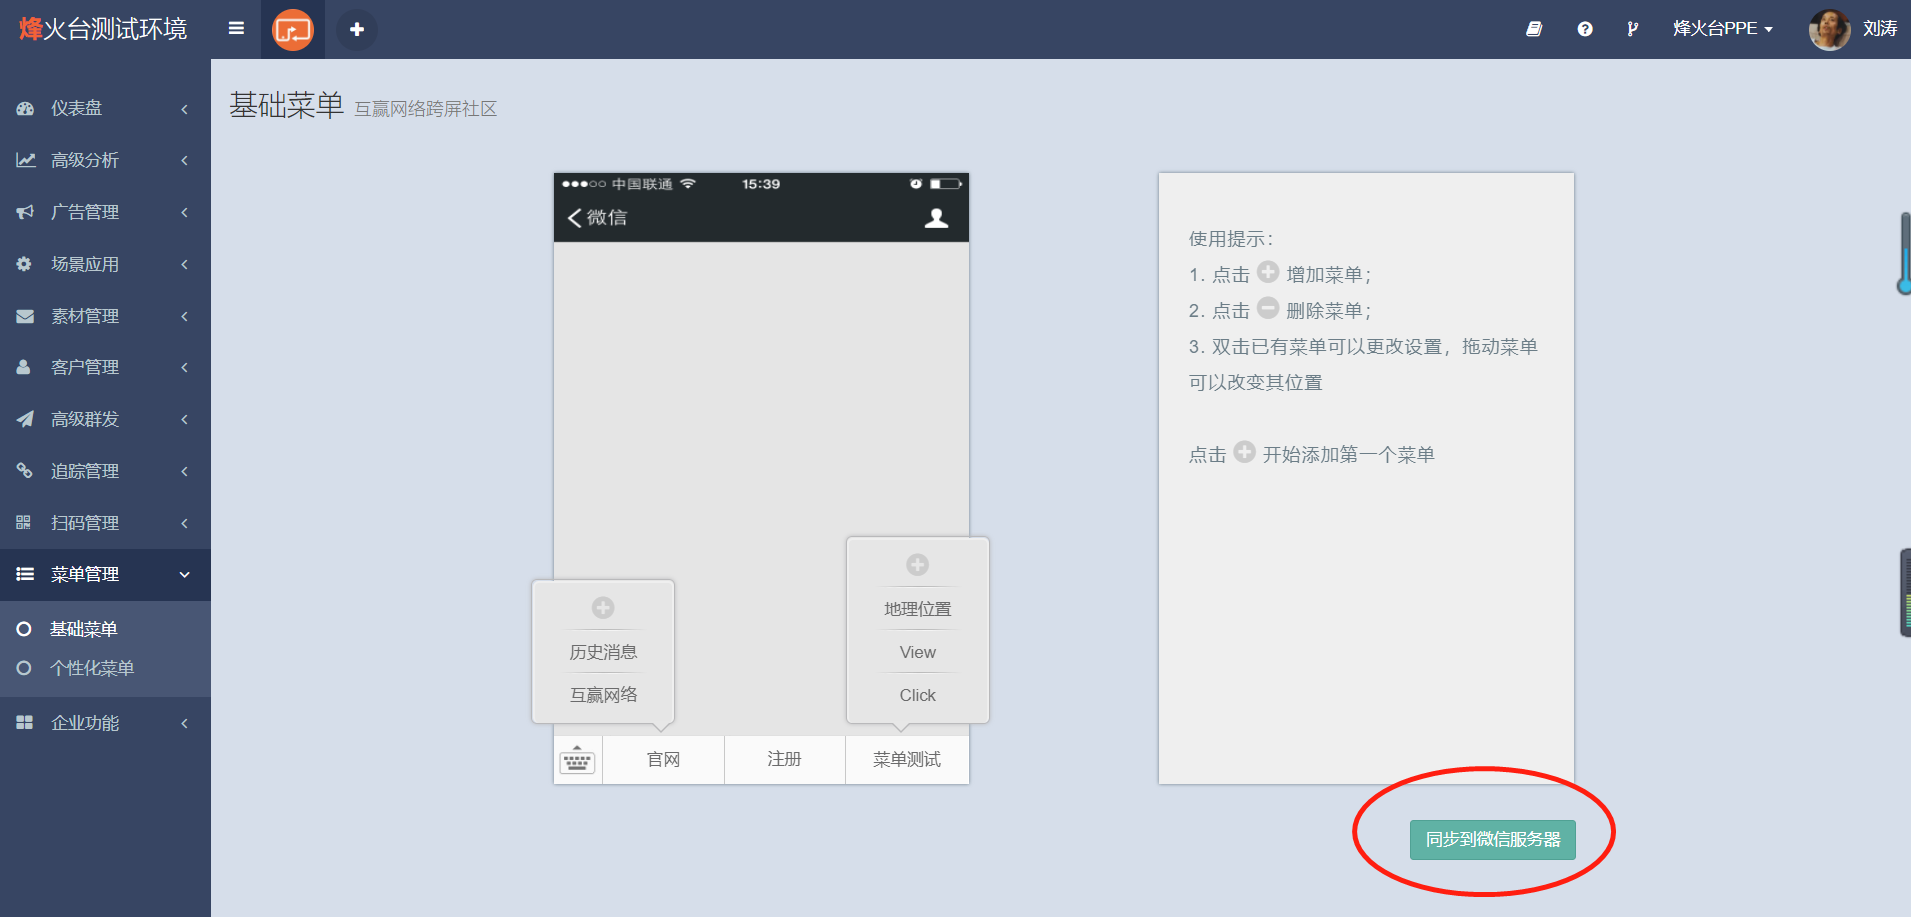 烽火台测试环境
烽火台PPE
刘涛
仪表盘
高级分析
广告管理
场景应用
素材管理
客户管理
高级群发
追踪管理
扫码管理
菜单管理
基础菜单
个性化菜单
企业功能
基础菜单 互赢网络跨屏社区
中国联通 15:39
微信
历史消息
互赢网络
地理位置
View
Click
官网 注册 菜单测试
使用提示：
1. 点击 增加菜单；
2. 点击 删除菜单；
3. 双击已有菜单可以更改设置，拖动菜单
可以改变其位置
点击 开始添加第一个菜单
同步到微信服务器